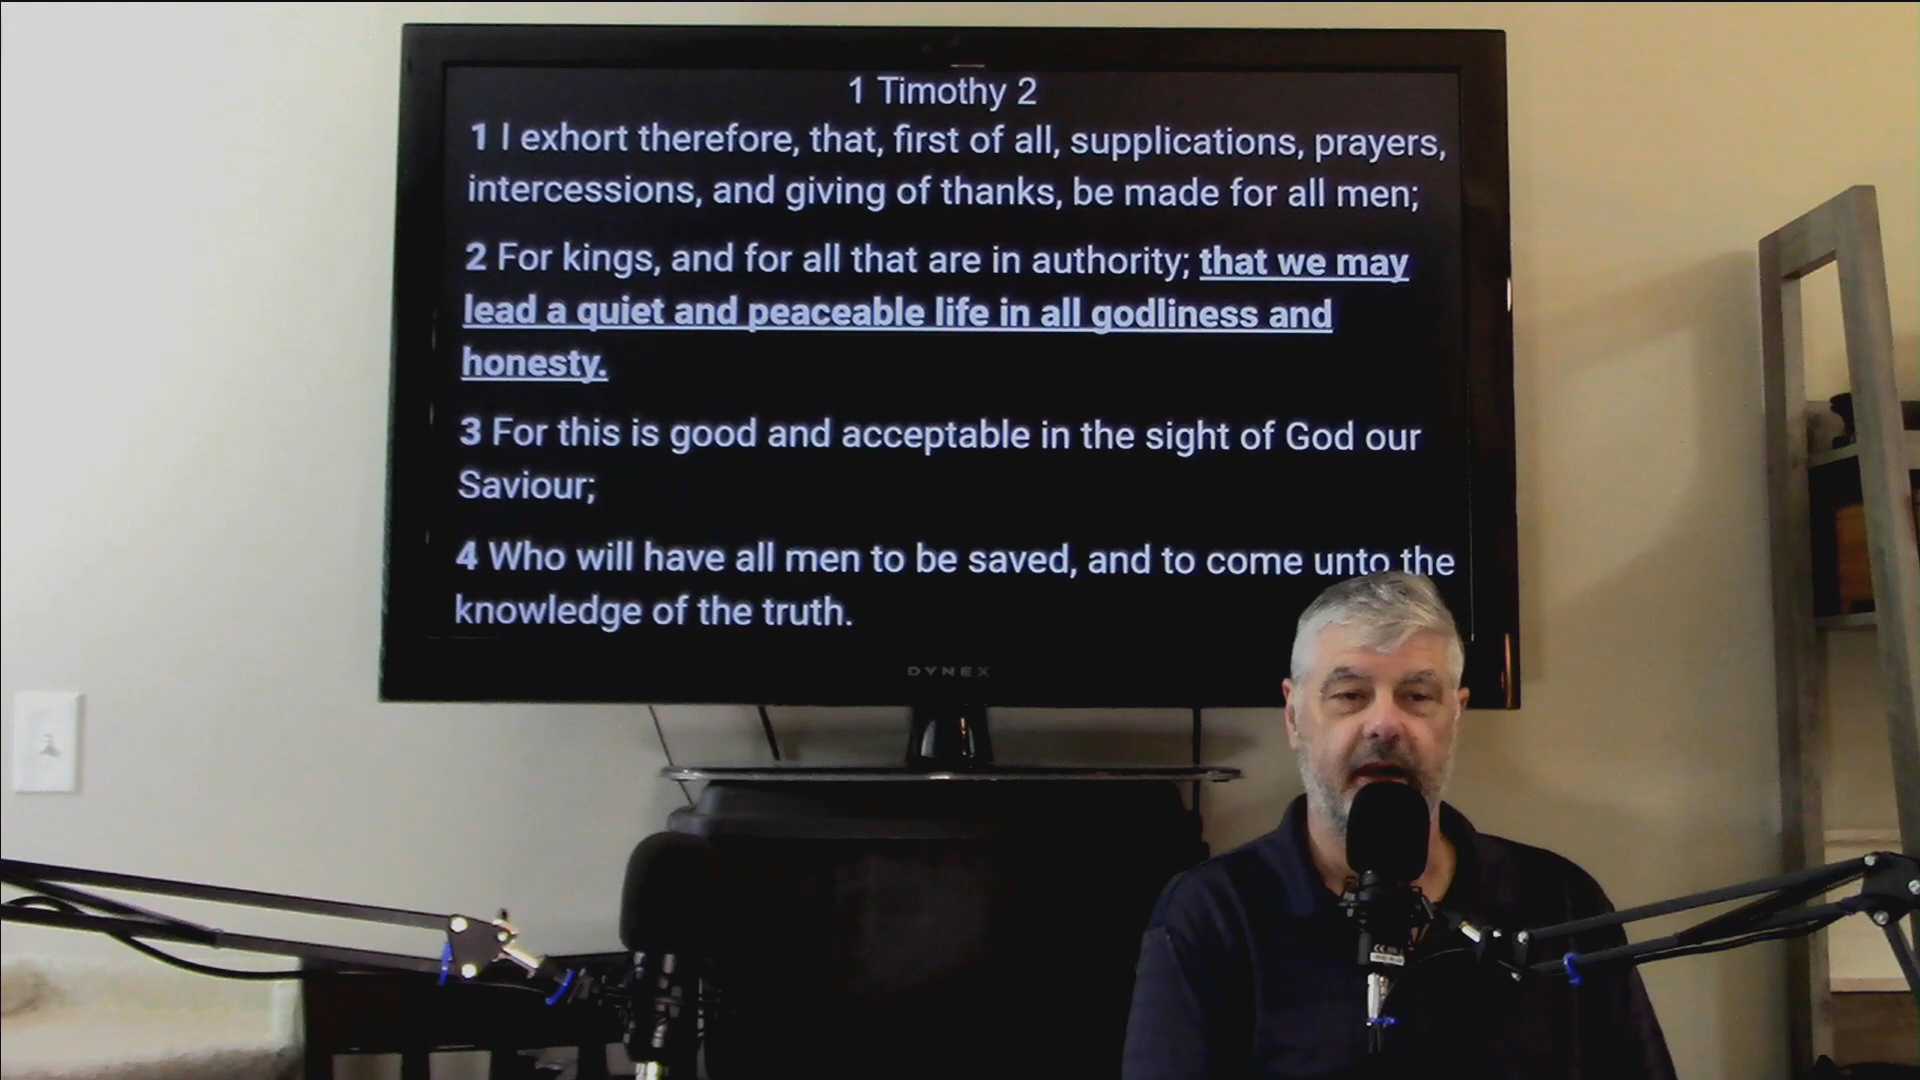 1 Timothy 2
1 I exhort therefore, that, first of all, supplications, prayers,
intercessions, and giving of thanks, be made for all men;
2 For kings, and for all that are in authority; that we may
lead a quiet and peaceable life in all godliness and
honesty.
3 For this is good and acceptable in the sight of God our
Saviour;
4 Who will have all men to be saved, and to come unto the
knowledge of the truth.
DYNEX